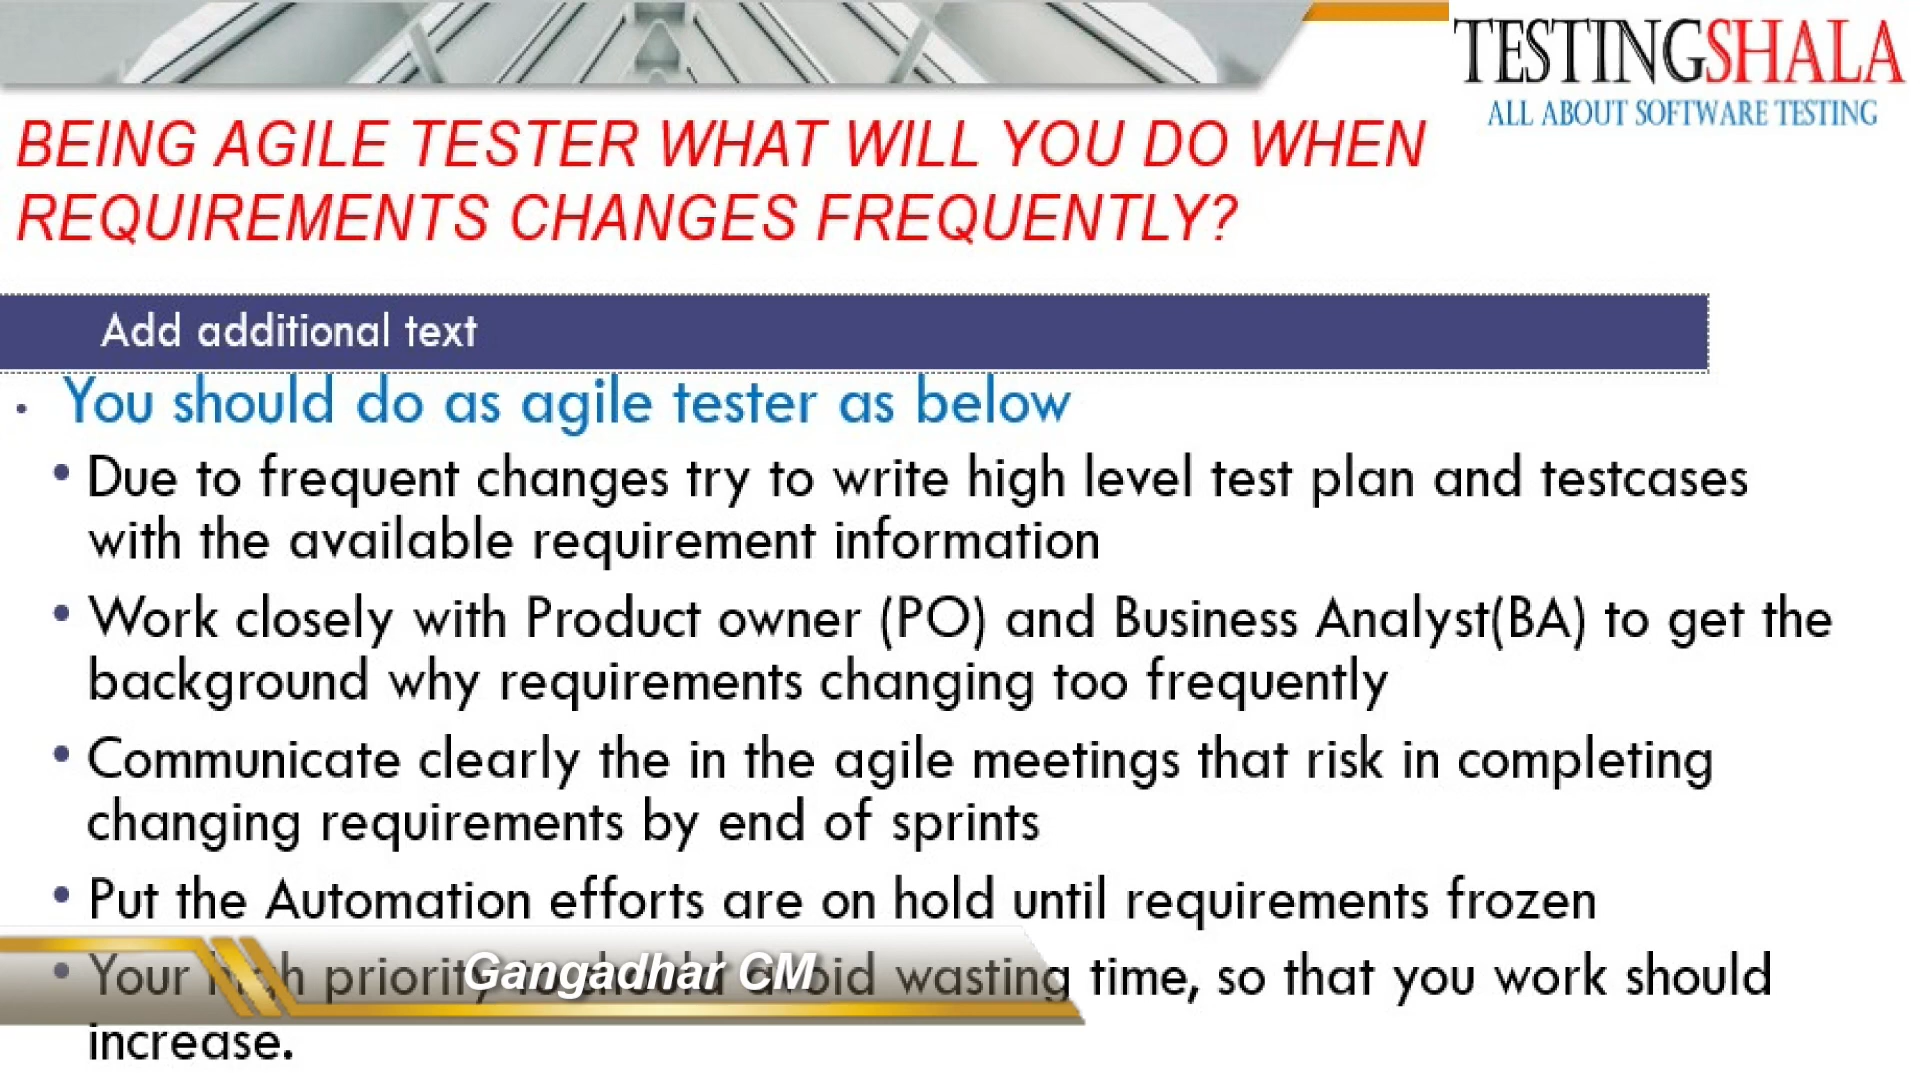 TESTINGSHALA
ALL ABOUT SOFTWARE TESTING
BEING AGILE TESTER WHAT WILL YOU DO WHEN
REQUIREMENTS CHANGES FREQUENTLY?
Add additional text
• You should do as agile tester as below
• Due to frequent changes try to write high level test plan and testcases
with the available requirement information
• Work closely with Product owner (PO) and Business Analyst(BA) to get the
background why requirements changing too frequently
• Communicate clearly the in the agile meetings that risk in completing
changing requirements by end of sprints
• Put the Automation efforts are on hold until requirements frozen
• Your high priority should avoid wasting time, so that you work should
Gangadhar CM
increase.